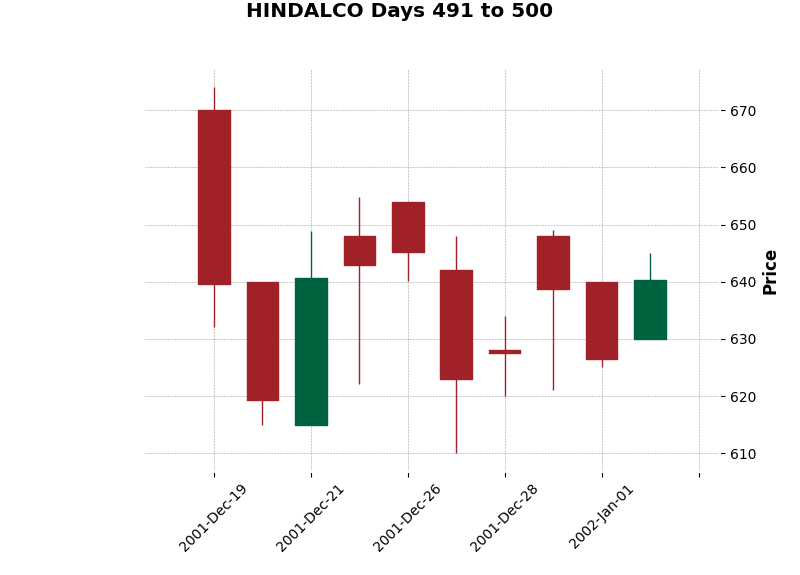 HINDALCO Days 491 to 500
670
660
650
640
630
620
610
Price
2001-Dec-19
2001-Dec-21
2001-Dec-26
2001-Dec-28
2002-Jan-01